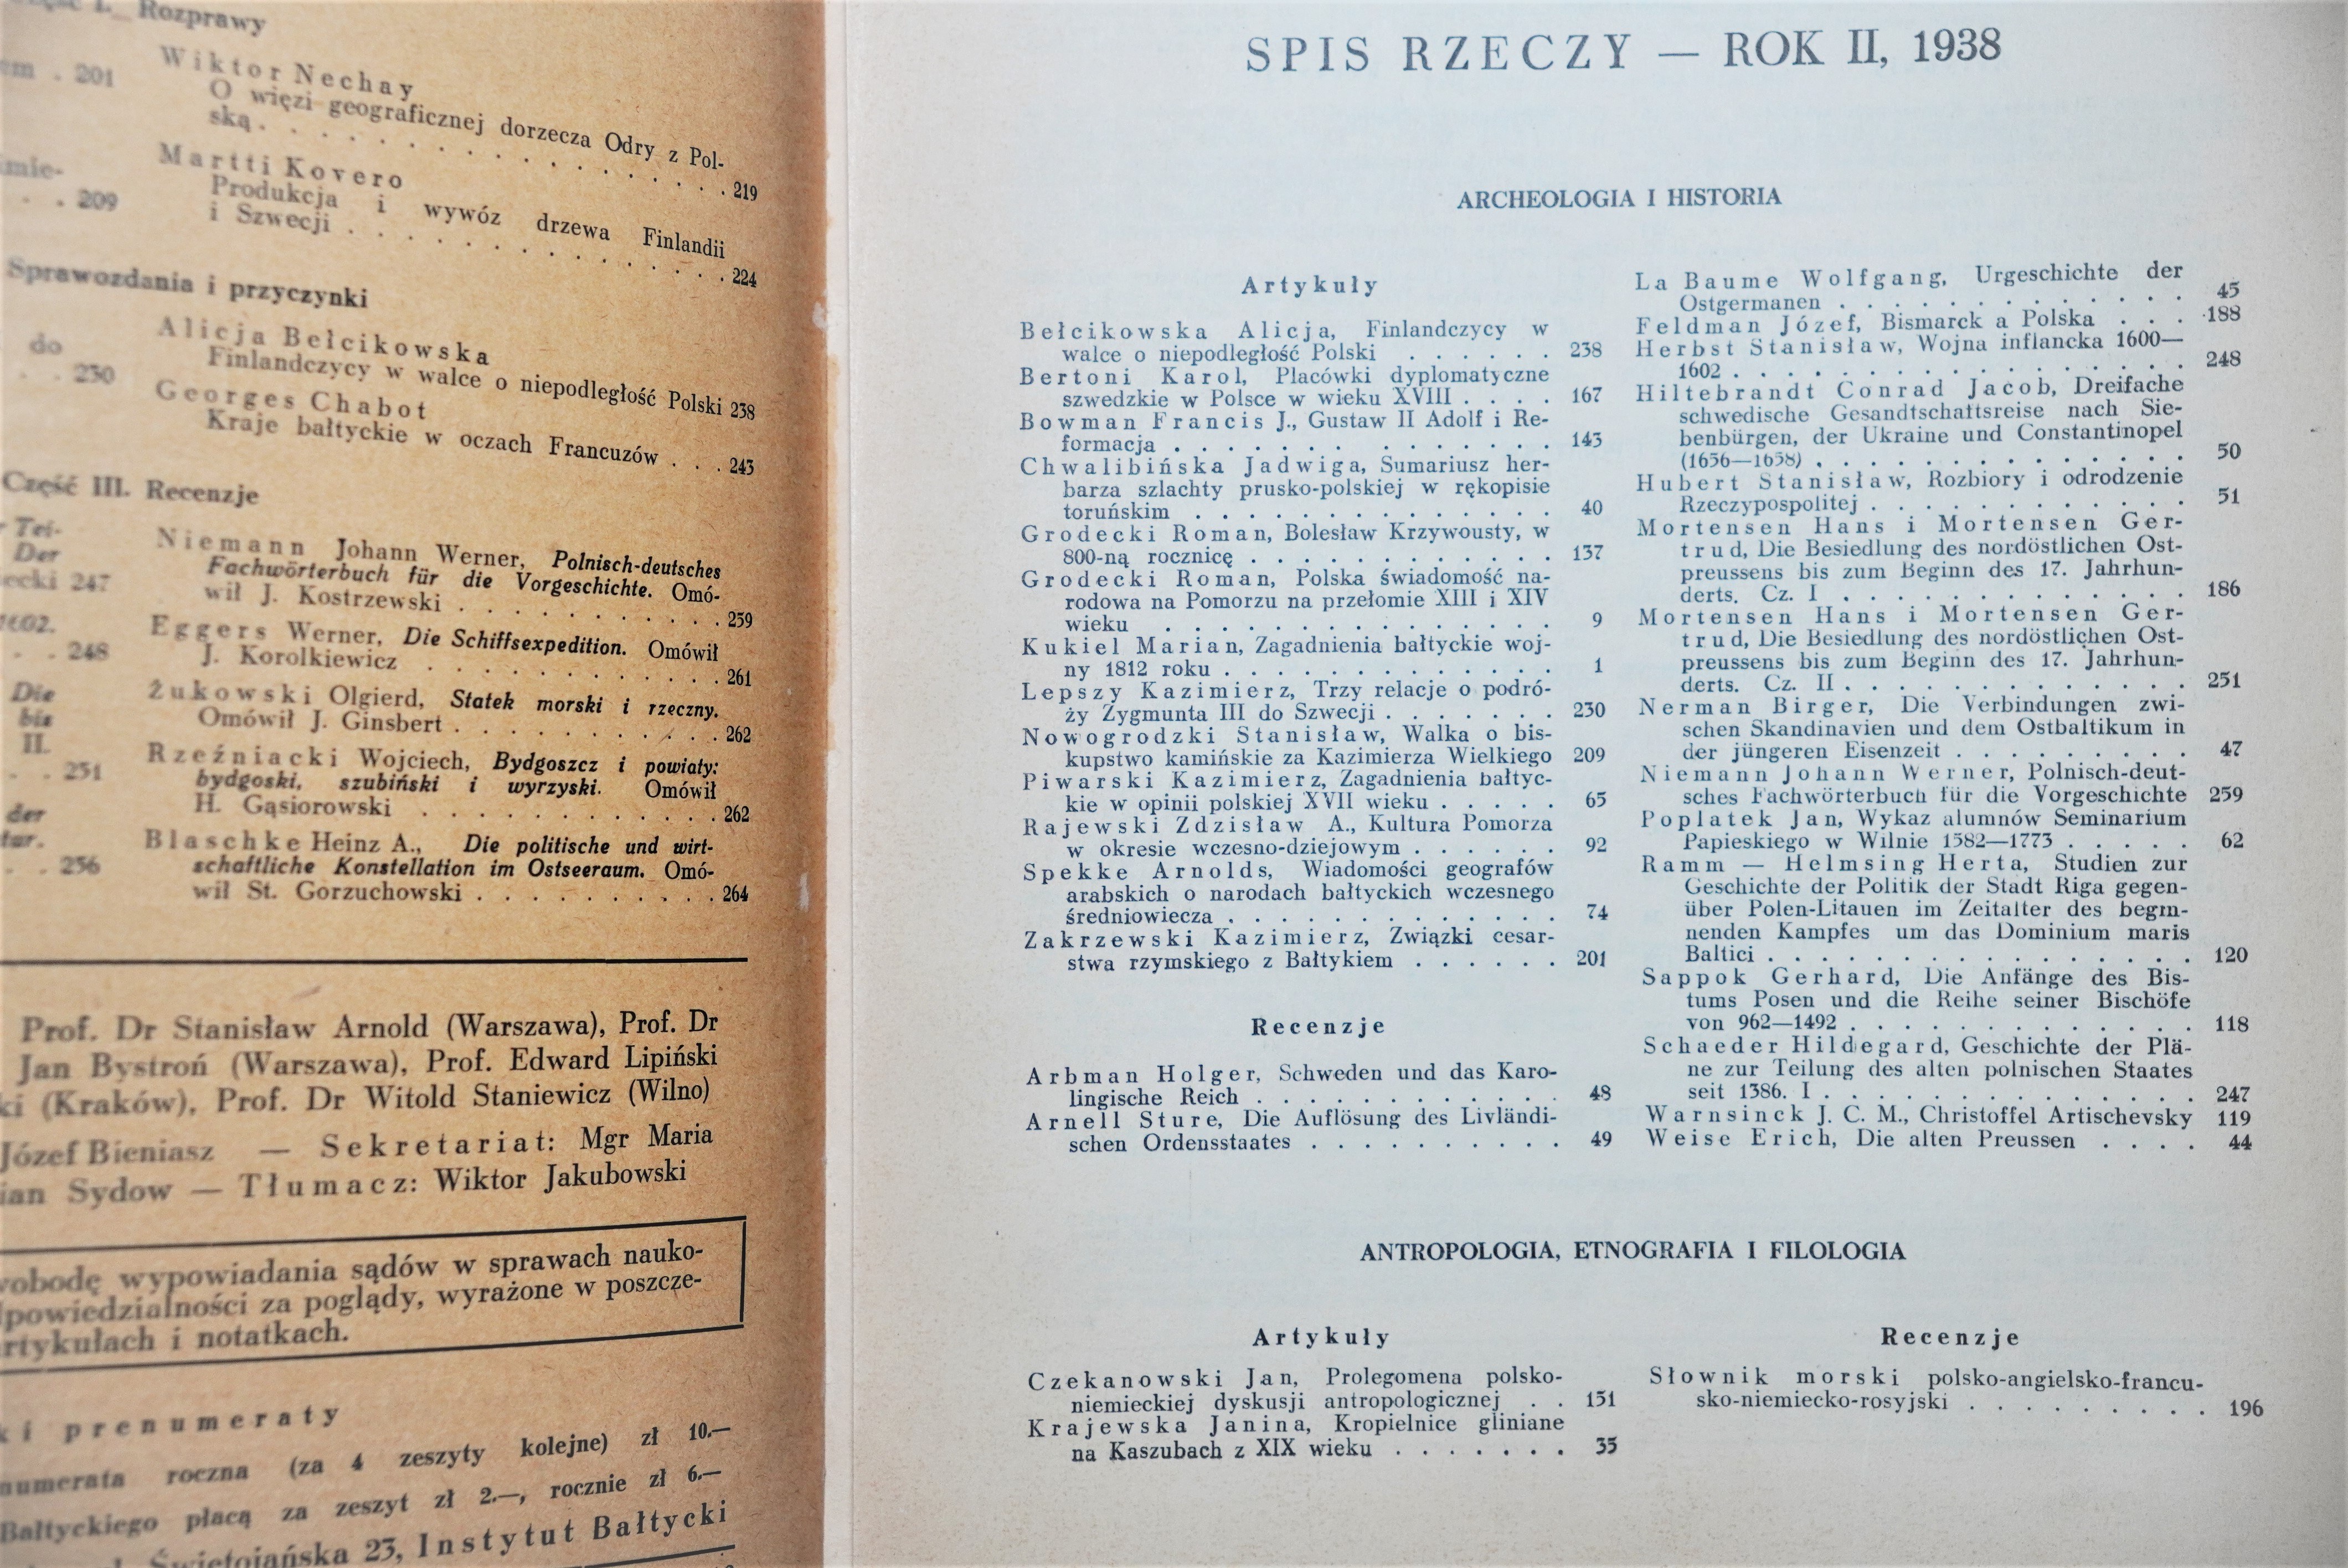 I. Rozprawy
201
Wiktor Nechay
O więzi geograficznej dorzecza Odry z Pol-
ską . . . . . . . . . . . . . . . . 219
209
Martti Kovero
Produkcja i wywóz drzewa Finlandii
i Szwecji . . . . . . . . . . . . . 224
Sprawozdania i przyczynki
do
230
Alicja Bełcikowska
Finlandczycy w walce o niepodległość Polski 238
Georges Chabot
Kraje bałtyckie w oczach Francuzów . . . 243
Część III. Recenzje
Der
247
1602.
248
Die
bis
II.
251
der
256
Niemann Johann Werner, Polnisch-deutsches
Fachwörterbuch für die Vorgeschichte. Omó-
wił J. Kostrzewski . . . . . . . . . . 259
Eggers Werner, Die Schiffsexpedition. Omówił
J. Korolkiewicz . . . . . . . . . . . 261
Żukowski Olgierd, Statek morski i rzeczny.
Omówił J. Ginsbert . . . . . . . . . . 262
Rzeźniacki Wojciech, Bydgoszcz i powiaty:
bydgoski, szubiński i wyrzyski. Omówił
H. Gąsiorowski . . . . . . . . . . . 262
Blaschke Heinz A., Die politische und wirt-
schaftliche Konstellation im Ostseeraum. Omó-
wił St. Gorzuchowski . . . . . . . . . 264
Prof. Dr Stanisław Arnold (Warszawa), Prof. Dr
Jan Bystroń (Warszawa), Prof. Edward Lipiński
ki (Kraków), Prof. Dr Witold Staniewicz (Wilno)
Józef Bieniasz — Sekretariat: Mgr Maria
ian Sydow — Tłumacz: Wiktor Jakubowski
wobodę wypowiadania sądów w sprawach nauko-
dpowiedzialności za poglądy, wyrażone w poszcze-
rtykułach i notatkach.
ki prenumeraty
numerata roczna (za 4 zeszyty kolejne) zł 10.—
Bałtyckiego płacą za zeszyt zł 2.—, rocznie zł 6.—
Świętojańska 23, Instytut Bałtycki
SPIS RZECZY — ROK II, 1938
ARCHEOLOGIA I HISTORIA
Artykuły
Bełcikowska Alicja, Finlandczycy w
walce o niepodległość Polski . . . . . . 238
Bertoni Karol, Placówki dyplomatyczne
szwedzkie w Polsce w wieku XVIII . . . . 167
Bowman Francis J., Gustaw II Adolf i Re-
formacja . . . . . . . . . . . . . 143
Chwalibińska Jadwiga, Sumariusz her-
barza szlachty prusko-polskiej w rękopisie
toruńskim . . . . . . . . . . . . . 40
Grodecki Roman, Bolesław Krzywousty, w
800-ną rocznicę . . . . . . . . . . . 137
Grodecki Roman, Polska świadomość na-
rodowa na Pomorzu na przełomie XIII i XIV
wieku . . . . . . . . . . . . . . 9
Kukiel Marian, Zagadnienia bałtyckie woj-
ny 1812 roku . . . . . . . . . . . . 1
Lepszy Kazimierz, Trzy relacje o podró-
ży Zygmunta III do Szwecji . . . . . . . 230
Nowogrodzki Stanisław, Walka o bis-
kupstwo kamińskie za Kazimierza Wielkiego 209
Piwarski Kazimierz, Zagadnienia bałtyc-
kie w opinii polskiej XVII wieku . . . . . 65
Rajewski Zdzisław A., Kultura Pomorza
w okresie wczesno-dziejowym . . . . . . 92
Spekke Arnolds, Wiadomości geografów
arabskich o narodach bałtyckich wczesnego
średniowiecza . . . . . . . . . . . . 74
Zakrzewski Kazimierz, Związki cesar-
stwa rzymskiego z Bałtykiem . . . . . . 201
Recenzje
Arbman Holger, Schweden und das Karo-
lingische Reich . . . . . . . . . . . 48
Arnell Sture, Die Auflösung des Livländi-
schen Ordensstaates . . . . . . . . . . 49
La Baume Wolfgang, Urgeschichte der
Ostgermanen . . . . . . . . . . . . 45
Feldman Józef, Bismarck a Polska . . . . 188
Herbst Stanisław, Wojna inflancka 1600—
1602 . . . . . . . . . . . . . . . 248
Hiltebrandt Conrad Jacob, Dreifache
schwedische Gesandtschaftsreise nach Sie-
benbürgen, der Ukraine und Constantinopel
(1656—1658) . . . . . . . . . . . . 50
Hubert Stanisław, Rozbiory i odrodzenie
Rzeczypospolitej . . . . . . . . . . . 51
Mortensen Hans i Mortensen Ger-
trud, Die Besiedlung des nordöstlichen Ost-
preussens bis zum Beginn des 17. Jahrhun-
derts. Cz. I . . . . . . . . . . . . 186
Mortensen Hans i Mortensen Ger-
trud, Die Besiedlung des nordöstlichen Ost-
preussens bis zum Beginn des 17. Jahrhun-
derts. Cz. II . . . . . . . . . . . . 251
Nerman Birger, Die Verbindungen zwi-
schen Skandinavien und dem Ostbaltikum in
der jüngeren Eisenzeit . . . . . . . . . 47
Niemann Johann Werner, Polnisch-deut-
sches Fachwörterbuch für die Vorgeschichte 259
Poplatek Jan, Wykaz alumnów Seminarium
Papieskiego w Wilnie 1582—1773 . . . . . 62
Ramm — Helmsing Herta, Studien zur
Geschichte der Politik der Stadt Riga gegen-
über Polen-Litauen im Zeitalter des begin-
nenden Kampfes um das Dominium maris
Baltici . . . . . . . . . . . . . . 120
Sappok Gerhard, Die Anfänge des Bis-
tums Posen und die Reihe seiner Bischöfe
von 962—1492 . . . . . . . . . . . . 118
Schaeder Hildegard, Geschichte der Plä-
ne zur Teilung des alten polnischen Staates
seit 1386. I . . . . . . . . . . . . 247
Warnsinck J. C. M., Christoffel Artischevsky 119
Weise Erich, Die alten Preussen . . . . 44
ANTROPOLOGIA, ETNOGRAFIA I FILOLOGIA
Artykuły
Czekanowski Jan, Prolegomena polsko-
niemieckiej dyskusji antropologicznej . . 151
Krajewska Janina, Kropielnice gliniane
na Kaszubach z XIX wieku . . . . . . . 35
Recenzje
Słownik morski polsko-angielsko-francu-
sko-niemiecko-rosyjski . . . . . . . . . 196